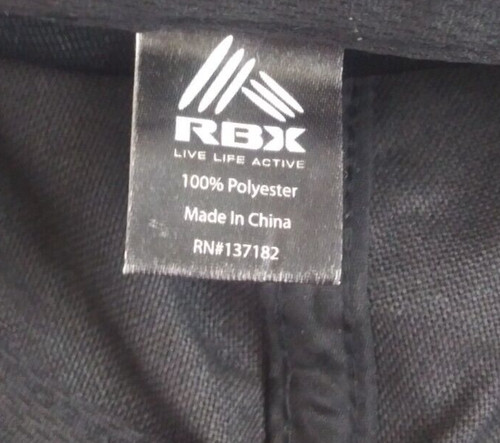 RBX
LIVE LIFE ACTIVE
100% Polyester
Made In China
RN#137182